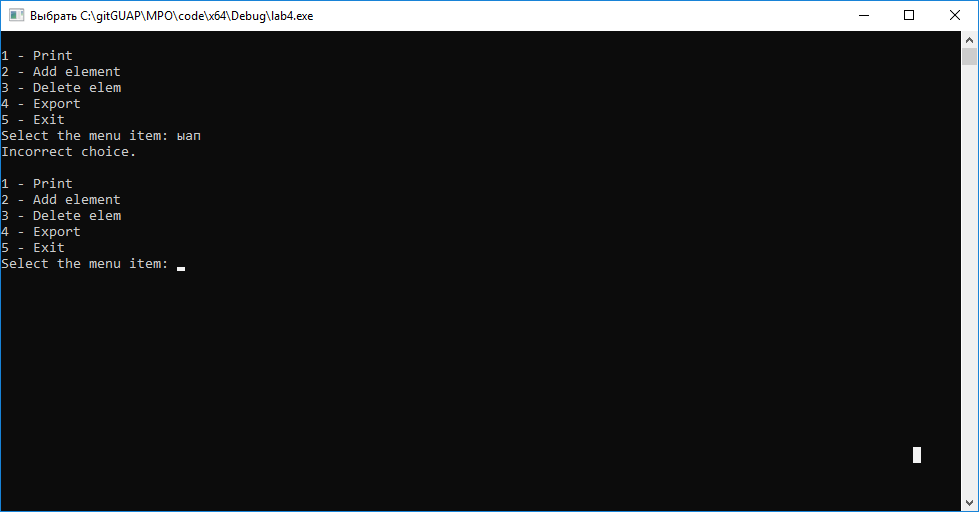 Выбрать C:\gitGUAP\MPO\code\x64\Debug\lab4.exe
1 - Print
2 - Add element
3 - Delete elem
4 - Export
5 - Exit
Select the menu item: ыап
Incorrect choice.
1 - Print
2 - Add element
3 - Delete elem
4 - Export
5 - Exit
Select the menu item: